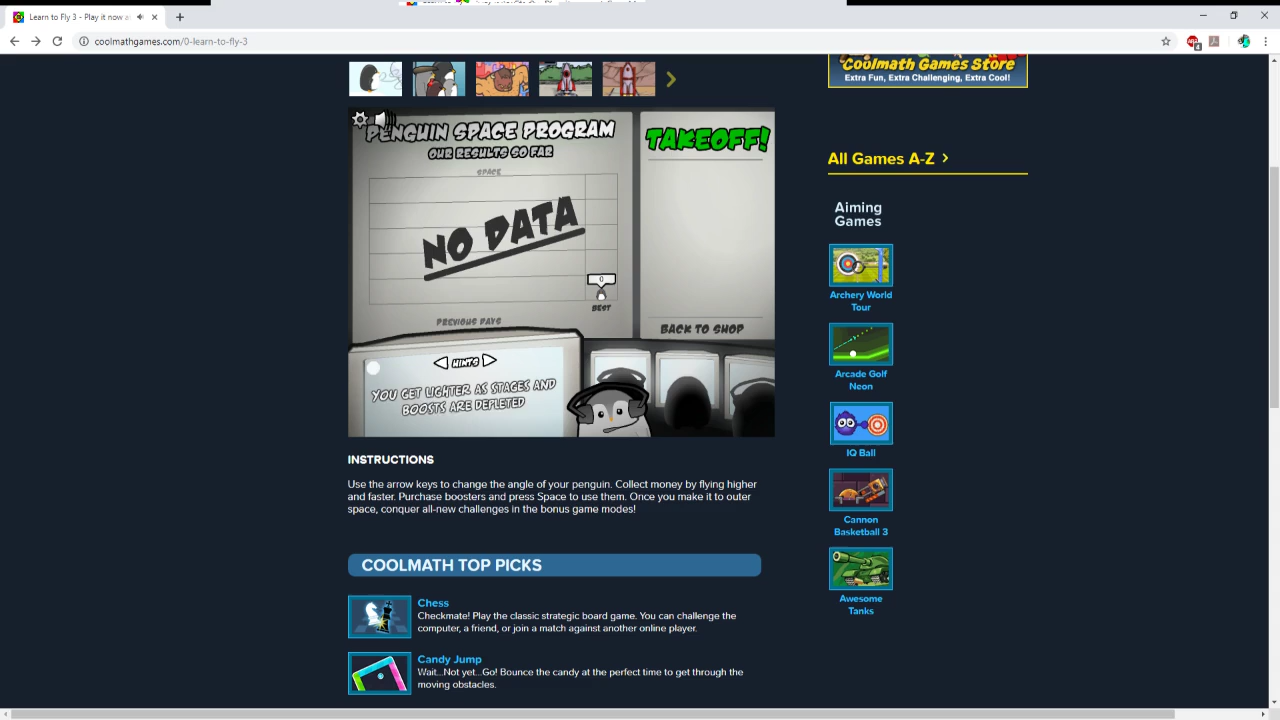 Learn to Fly 3 - Play it now a
coolmathgames.com/0-learn-to-fly-3
Coolmath Games Store
Extra Fun, Extra Challenging, Extra Cool!
PENGUIN SPACE PROGRAM
OUR RESULTS SO FAR
SPACE
NO DATA
0
BEST
PREVIOUS DAYS
TAKEOFF!
BACK TO SHOP
HINTS
YOU GET LIGHTER AS STAGES AND
BOOSTS ARE DEPLETED
All Games A-Z
Aiming
Games
Archery World
Tour
Arcade Golf
Neon
IQ Ball
Cannon
Basketball 3
Awesome
Tanks
INSTRUCTIONS
Use the arrow keys to change the angle of your penguin. Collect money by flying higher
and faster. Purchase boosters and press Space to use them. Once you make it to outer
space, conquer all-new challenges in the bonus game modes!
COOLMATH TOP PICKS
Chess
Checkmate! Play the classic strategic board game. You can challenge the
computer, a friend, or join a match against another online player.
Candy Jump
Wait...Not yet...Go! Bounce the candy at the perfect time to get through the
moving obstacles.